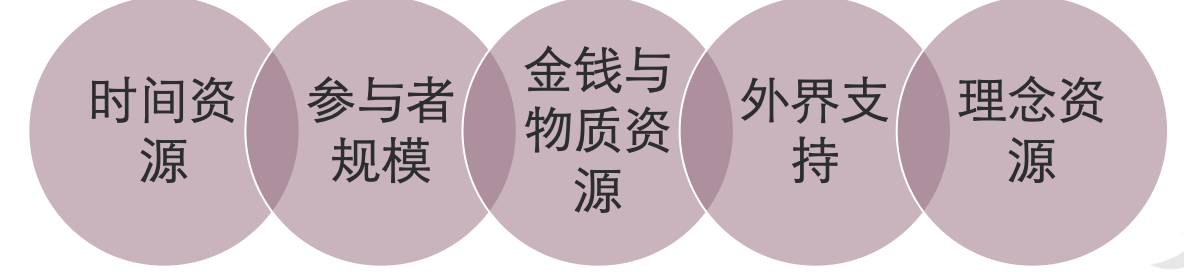 时间资
源
参与者
规模
金钱与
物质资
源
外界支
持
理念资
源